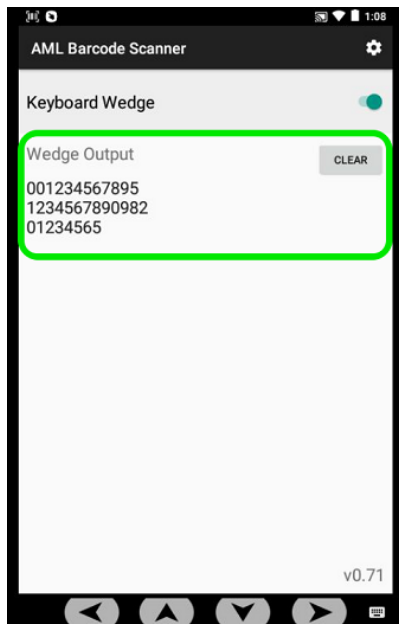 1:08
AML Barcode Scanner
Keyboard Wedge
Wedge Output
CLEAR
001234567895
1234567890982
01234565
v0.71